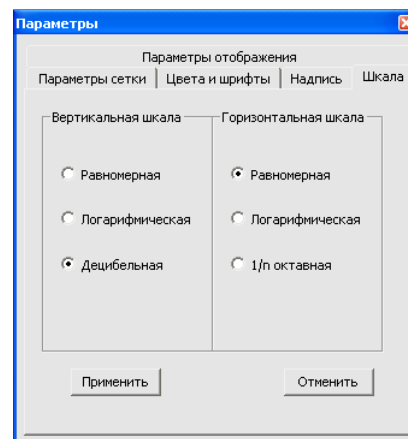 Параметры
Параметры отображения
Параметры сетки Цвета и шрифты Надпись Шкала
Вертикальная шкала Горизонтальная шкала
Равномерная Равномерная
Логарифмическая Логарифмическая
Децибельная 1/n октавная
Применить Отменить